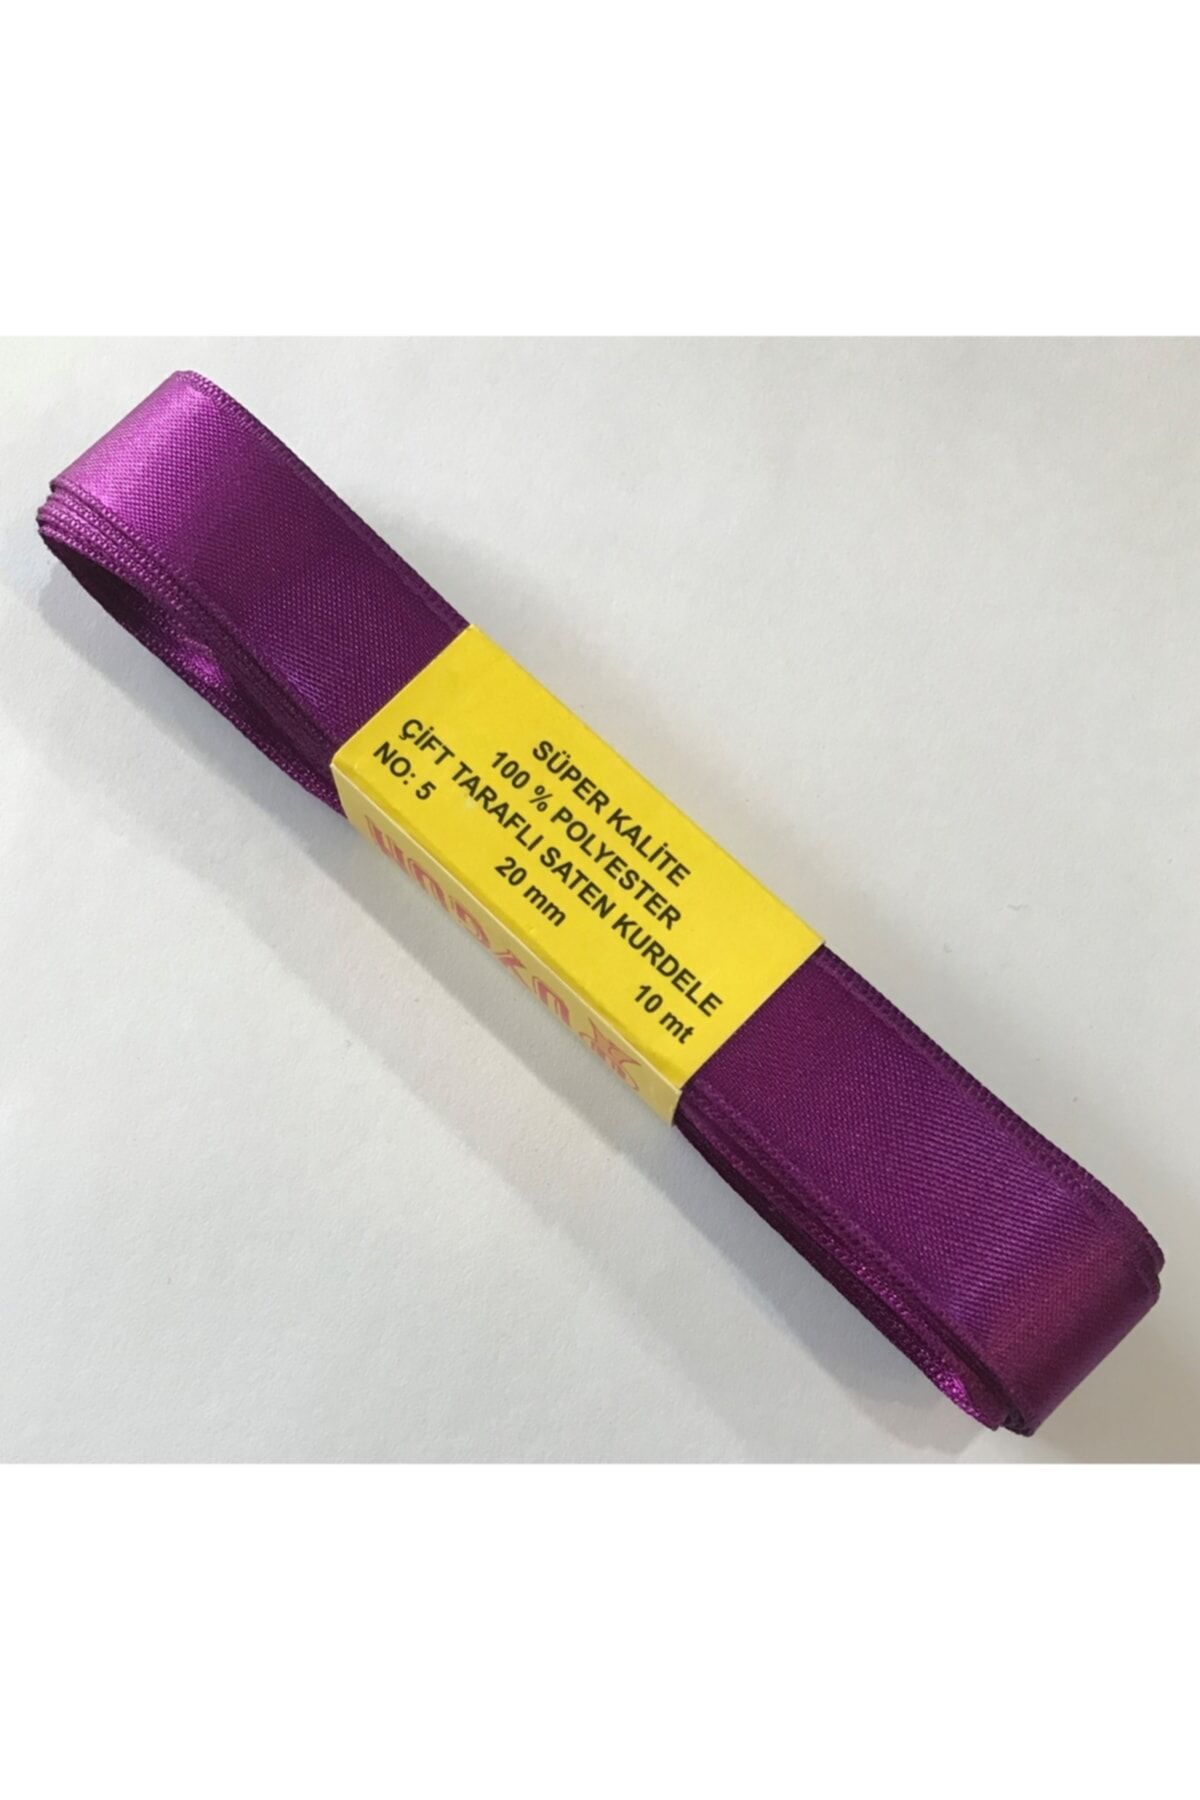 SÜPER KALİTE
100 % POLYESTER
ÇİFT TARAFLI SATEN KURDELE
NO: 5 20 mm 10 mt